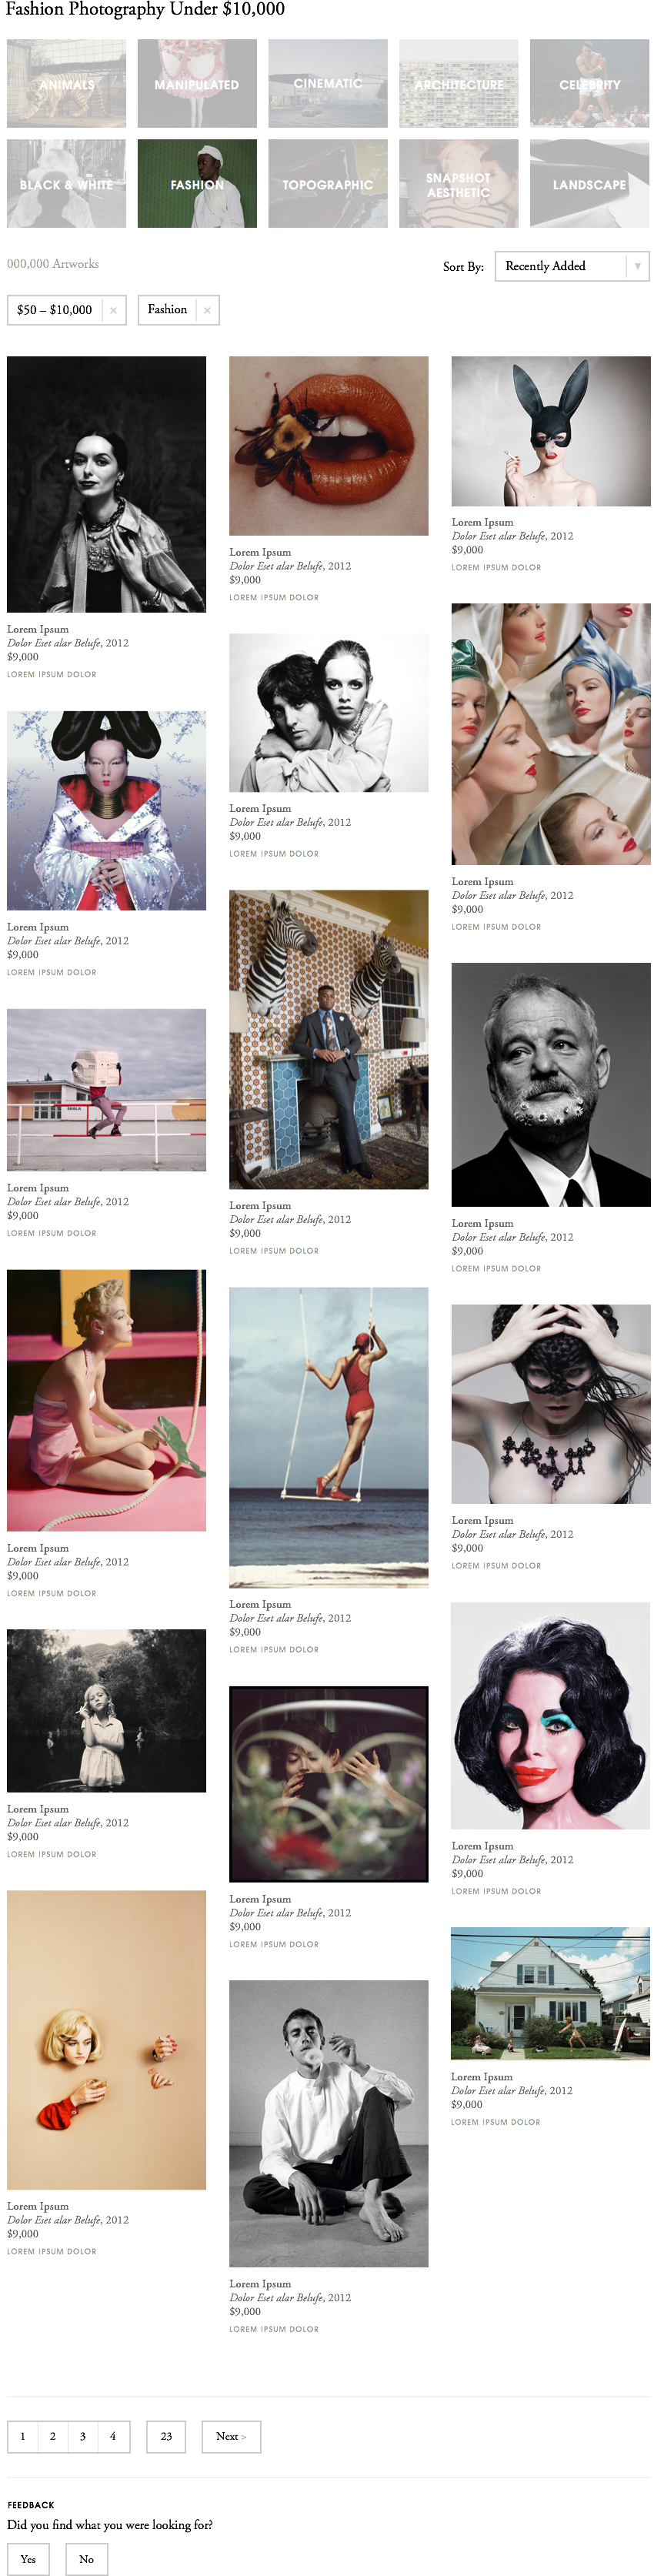 Fashion Photography Under $10,000
ANIMALS
MANIPULATED
CINEMATIC
ARCHITECTURE
CELEBRITY
BLACK & WHITE
FASHION
TOPOGRAPHIC
SNAPSHOT
AESTHETIC
LANDSCAPE
000,000 Artworks
Sort By:
Recently Added
$50 – $10,000 ×
Fashion ×
Lorem Ipsum
Dolor Eset alar Belufe, 2012
$9,000
LOREM IPSUM DOLOR
Lorem Ipsum
Dolor Eset alar Belufe, 2012
$9,000
LOREM IPSUM DOLOR
Lorem Ipsum
Dolor Eset alar Belufe, 2012
$9,000
LOREM IPSUM DOLOR
Lorem Ipsum
Dolor Eset alar Belufe, 2012
$9,000
LOREM IPSUM DOLOR
Lorem Ipsum
Dolor Eset alar Belufe, 2012
$9,000
LOREM IPSUM DOLOR
Lorem Ipsum
Dolor Eset alar Belufe, 2012
$9,000
LOREM IPSUM DOLOR
Lorem Ipsum
Dolor Eset alar Belufe, 2012
$9,000
LOREM IPSUM DOLOR
Lorem Ipsum
Dolor Eset alar Belufe, 2012
$9,000
LOREM IPSUM DOLOR
Lorem Ipsum
Dolor Eset alar Belufe, 2012
$9,000
LOREM IPSUM DOLOR
Lorem Ipsum
Dolor Eset alar Belufe, 2012
$9,000
LOREM IPSUM DOLOR
Lorem Ipsum
Dolor Eset alar Belufe, 2012
$9,000
LOREM IPSUM DOLOR
Lorem Ipsum
Dolor Eset alar Belufe, 2012
$9,000
LOREM IPSUM DOLOR
Lorem Ipsum
Dolor Eset alar Belufe, 2012
$9,000
LOREM IPSUM DOLOR
Lorem Ipsum
Dolor Eset alar Belufe, 2012
$9,000
LOREM IPSUM DOLOR
Lorem Ipsum
Dolor Eset alar Belufe, 2012
$9,000
LOREM IPSUM DOLOR
Lorem Ipsum
Dolor Eset alar Belufe, 2012
$9,000
LOREM IPSUM DOLOR
Lorem Ipsum
Dolor Eset alar Belufe, 2012
$9,000
LOREM IPSUM DOLOR
Lorem Ipsum
Dolor Eset alar Belufe, 2012
$9,000
LOREM IPSUM DOLOR
1 2 3 4 23 Next >
FEEDBACK
Did you find what you were looking for?
Yes No